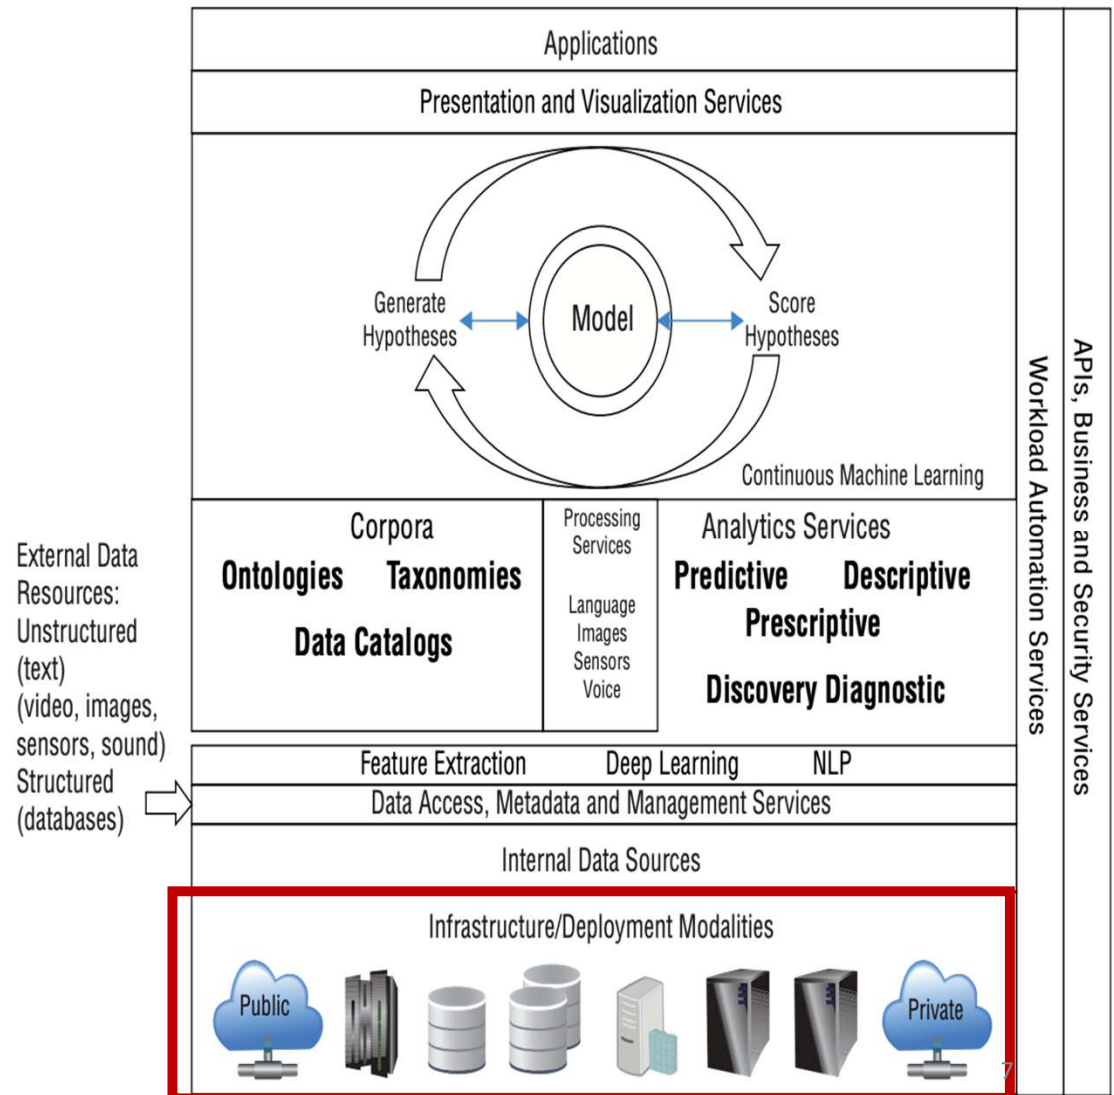 Applications
Presentation and Visualization Services
Generate
Hypotheses
Model
Score
Hypotheses
Continuous Machine Learning
External Data
Resources:
Unstructured
(text)
(video, images,
sensors, sound)
Structured
(databases)
Corpora
Ontologies Taxonomies
Data Catalogs
Processing
Services
Language
Images
Sensors
Voice
Analytics Services
Predictive Descriptive
Prescriptive
Discovery Diagnostic
Feature Extraction Deep Learning NLP
Data Access, Metadata and Management Services
Internal Data Sources
Infrastructure/Deployment Modalities
Public
Private
7
Workload Automation Services
APIs, Business and Security Services